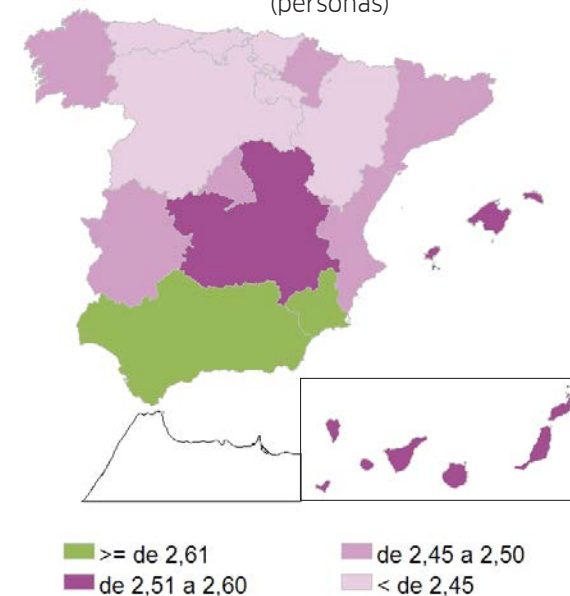 (personas)
>= de 2,61
de 2,45 a 2,50
de 2,51 a 2,60
< de 2,45